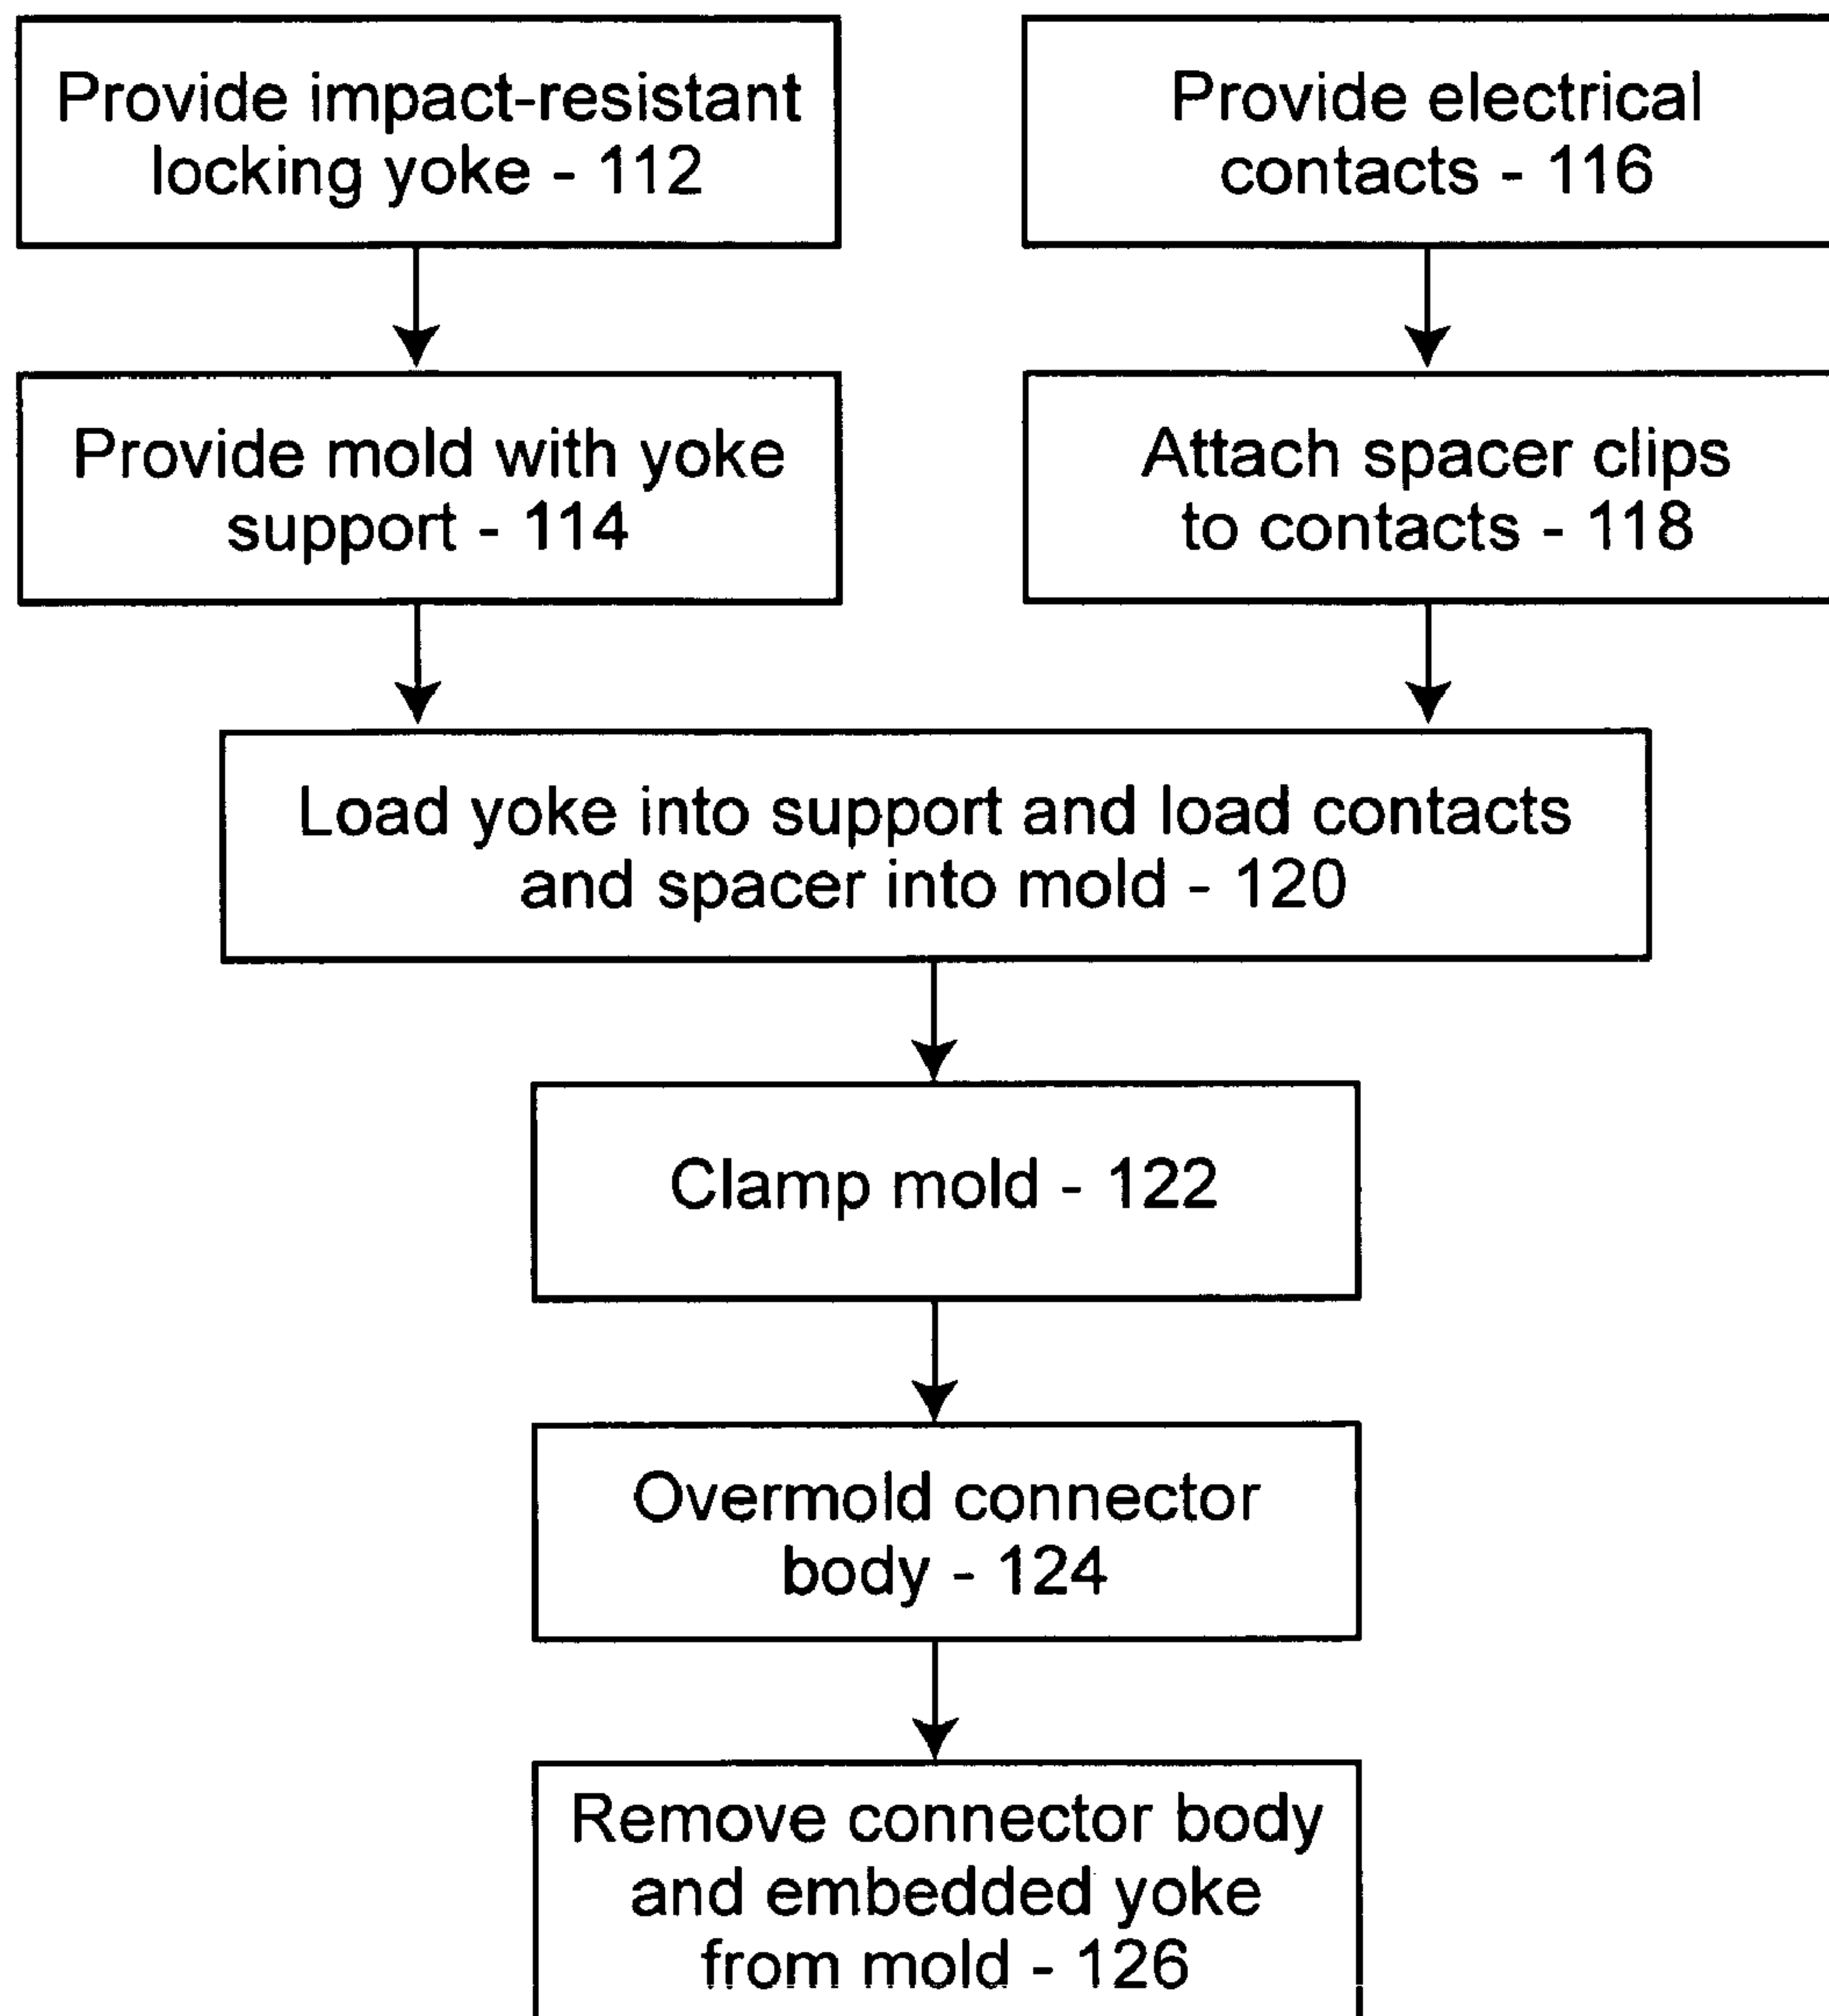 Provide impact-resistant
locking yoke - 112
Provide electrical
contacts - 116
Provide mold with yoke
support - 114
Attach spacer clips
to contacts - 118
Load yoke into support and load contacts
and spacer into mold - 120
Clamp mold - 122
Overmold connector
body - 124
Remove connector body
and embedded yoke
from mold - 126